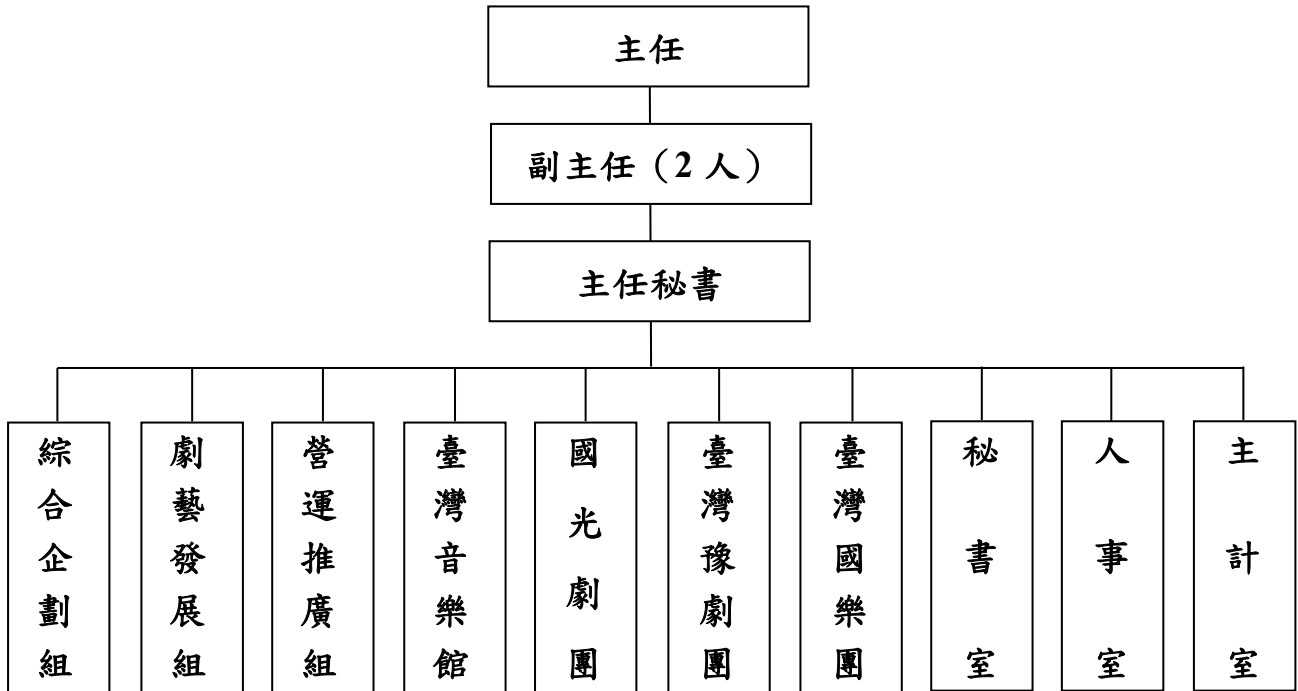 主任
副主任（2 人）
主任秘書
綜合企劃組
劇藝發展組
營運推廣組
臺灣音樂館
國光劇團
臺灣豫劇團
臺灣國樂團
秘書室
人事室
主計室